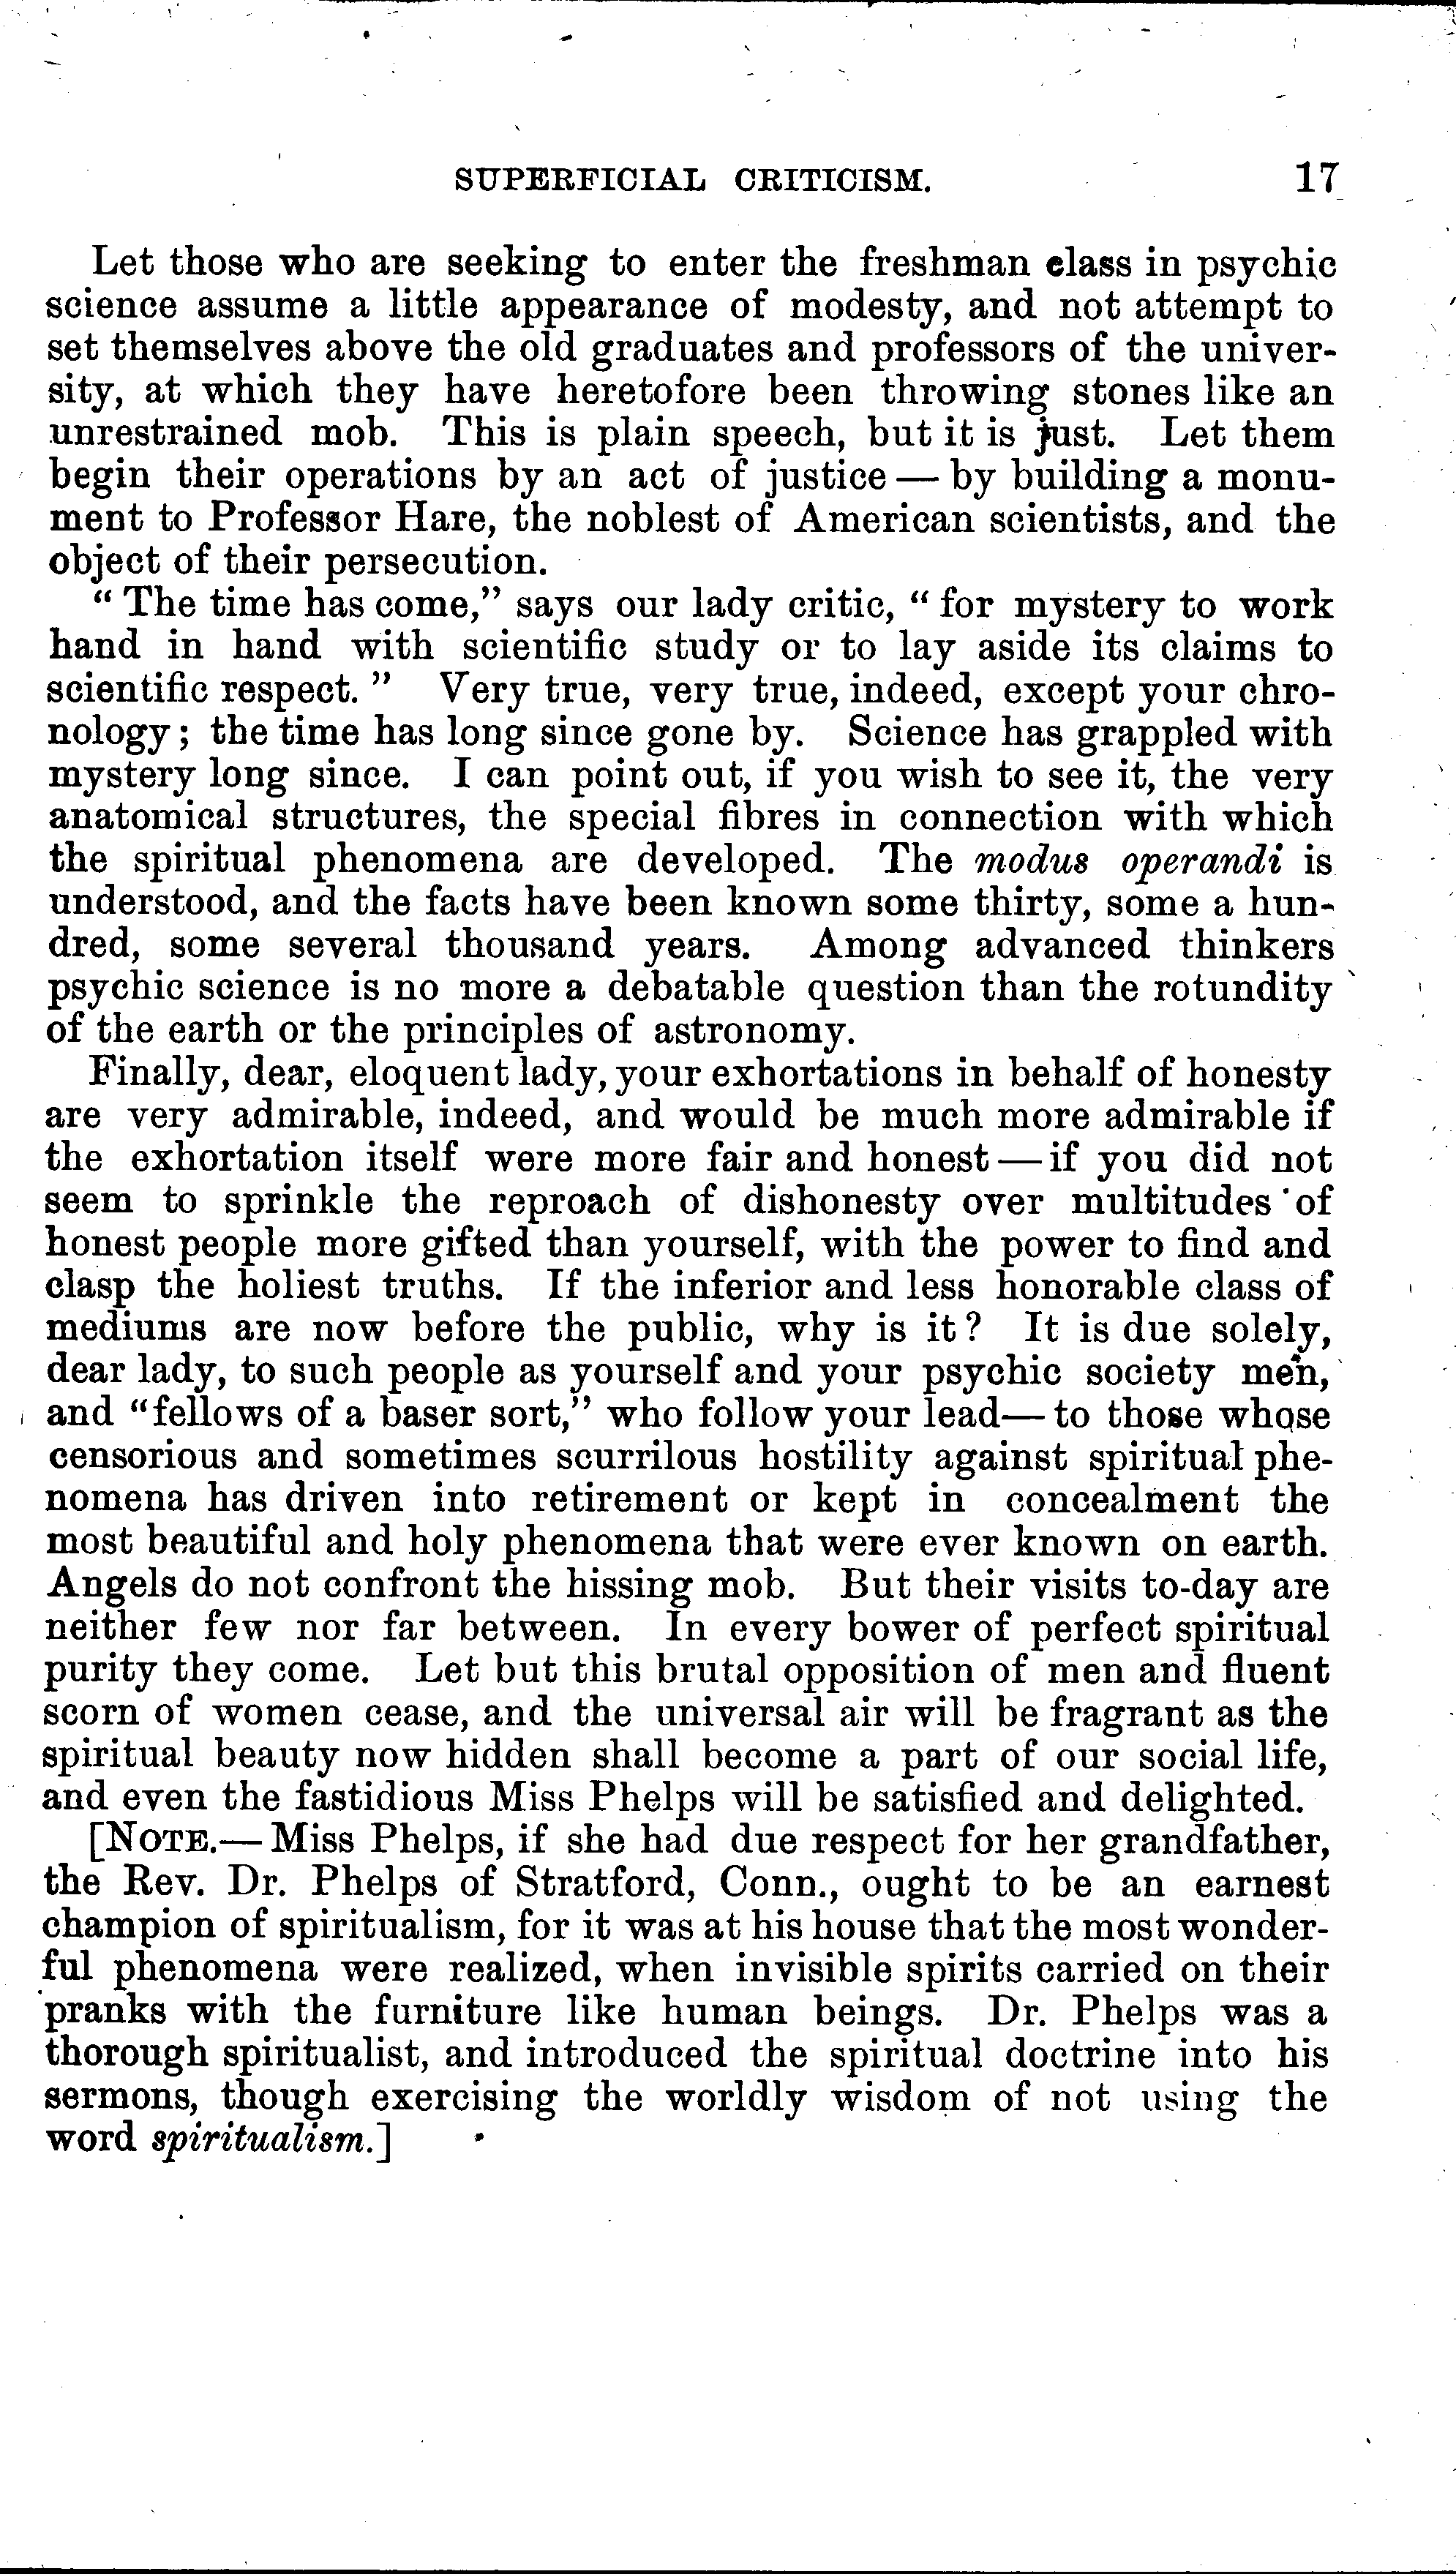 SUPERFICIAL CRITICISM. 17
Let those who are seeking to enter the freshman class in psychic
science assume a little appearance of modesty, and not attempt to
set themselves above the old graduates and professors of the univer-
sity, at which they have heretofore been throwing stones like an
unrestrained mob. This is plain speech, but it is just. Let them
begin their operations by an act of justice — by building a monu-
ment to Professor Hare, the noblest of American scientists, and the
object of their persecution.
“ The time has come,” says our lady critic, “ for mystery to work
hand in hand with scientific study or to lay aside its claims to
scientific respect. ” Very true, very true, indeed, except your chro-
nology; the time has long since gone by. Science has grappled with
mystery long since. I can point out, if you wish to see it, the very
anatomical structures, the special fibres in connection with which
the spiritual phenomena are developed. The modus operandi is
understood, and the facts have been known some thirty, some a hun-
dred, some several thousand years. Among advanced thinkers
psychic science is no more a debatable question than the rotundity
of the earth or the principles of astronomy.
Finally, dear, eloquent lady, your exhortations in behalf of honesty
are very admirable, indeed, and would be much more admirable if
the exhortation itself were more fair and honest — if you did not
seem to sprinkle the reproach of dishonesty over multitudes of
honest people more gifted than yourself, with the power to find and
clasp the holiest truths. If the inferior and less honorable class of
mediums are now before the public, why is it? It is due solely,
dear lady, to such people as yourself and your psychic society men,
and “fellows of a baser sort,” who follow your lead— to those whose
censorious and sometimes scurrilous hostility against spiritual phe-
nomena has driven into retirement or kept in concealment the
most beautiful and holy phenomena that were ever known on earth.
Angels do not confront the hissing mob. But their visits to-day are
neither few nor far between. In every bower of perfect spiritual
purity they come. Let but this brutal opposition of men and fluent
scorn of women cease, and the universal air will be fragrant as the
spiritual beauty now hidden shall become a part of our social life,
and even the fastidious Miss Phelps will be satisfied and delighted.
[NOTE.— Miss Phelps, if she had due respect for her grandfather,
the Rev. Dr. Phelps of Stratford, Conn., ought to be an earnest
champion of spiritualism, for it was at his house that the most wonder-
ful phenomena were realized, when invisible spirits carried on their
pranks with the furniture like human beings. Dr. Phelps was a
thorough spiritualist, and introduced the spiritual doctrine into his
sermons, though exercising the worldly wisdom of not using the
word spiritualism.]